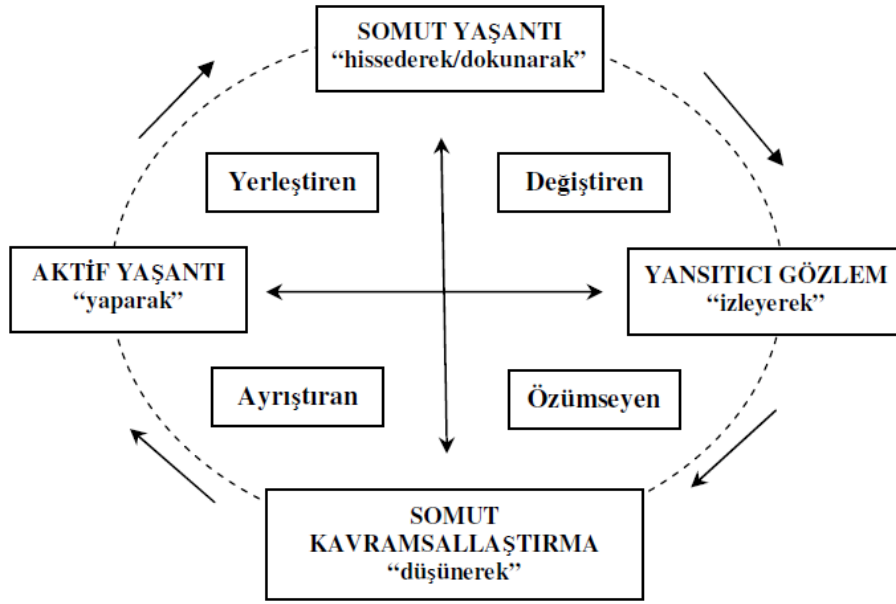 SOMUT YAŞANTI
“hissederek/dokunarak”
Yerleştiren
Değiştiren
AKTİF YAŞANTI
“yaparak”
YANSITICI GÖZLEM
“izleyerek”
Ayrıştıran
Özümseyen
SOMUT
KAVRAMSALLAŞTIRMA
“düşünerek”